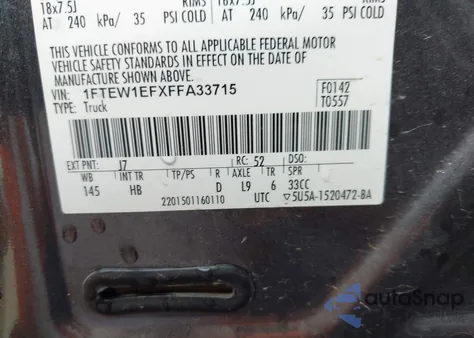 18x7.5J RIMS 18x7.5J RIMS
AT 240 kPa/ 35 PSI COLD AT 240 kPa/ 35 PSI COLD
THIS VEHICLE CONFORMS TO ALL APPLICABLE FEDERAL MOTOR
VEHICLE SAFETY STANDARDS IN EFFECT ON THE DATE OF
MANUFACTURE SHOWN ABOVE.
VIN: 1FTEW1EFXFFA33715
TYPE: Truck
F0142
T0557
EXT PNT: J7 RC: 52 DSO:
WB INT TR TP/PS R AXLE TR
145 HB D L9 6 33CC
2201501160110 UTC ▽5U5A-1520472-BA
autoSnap